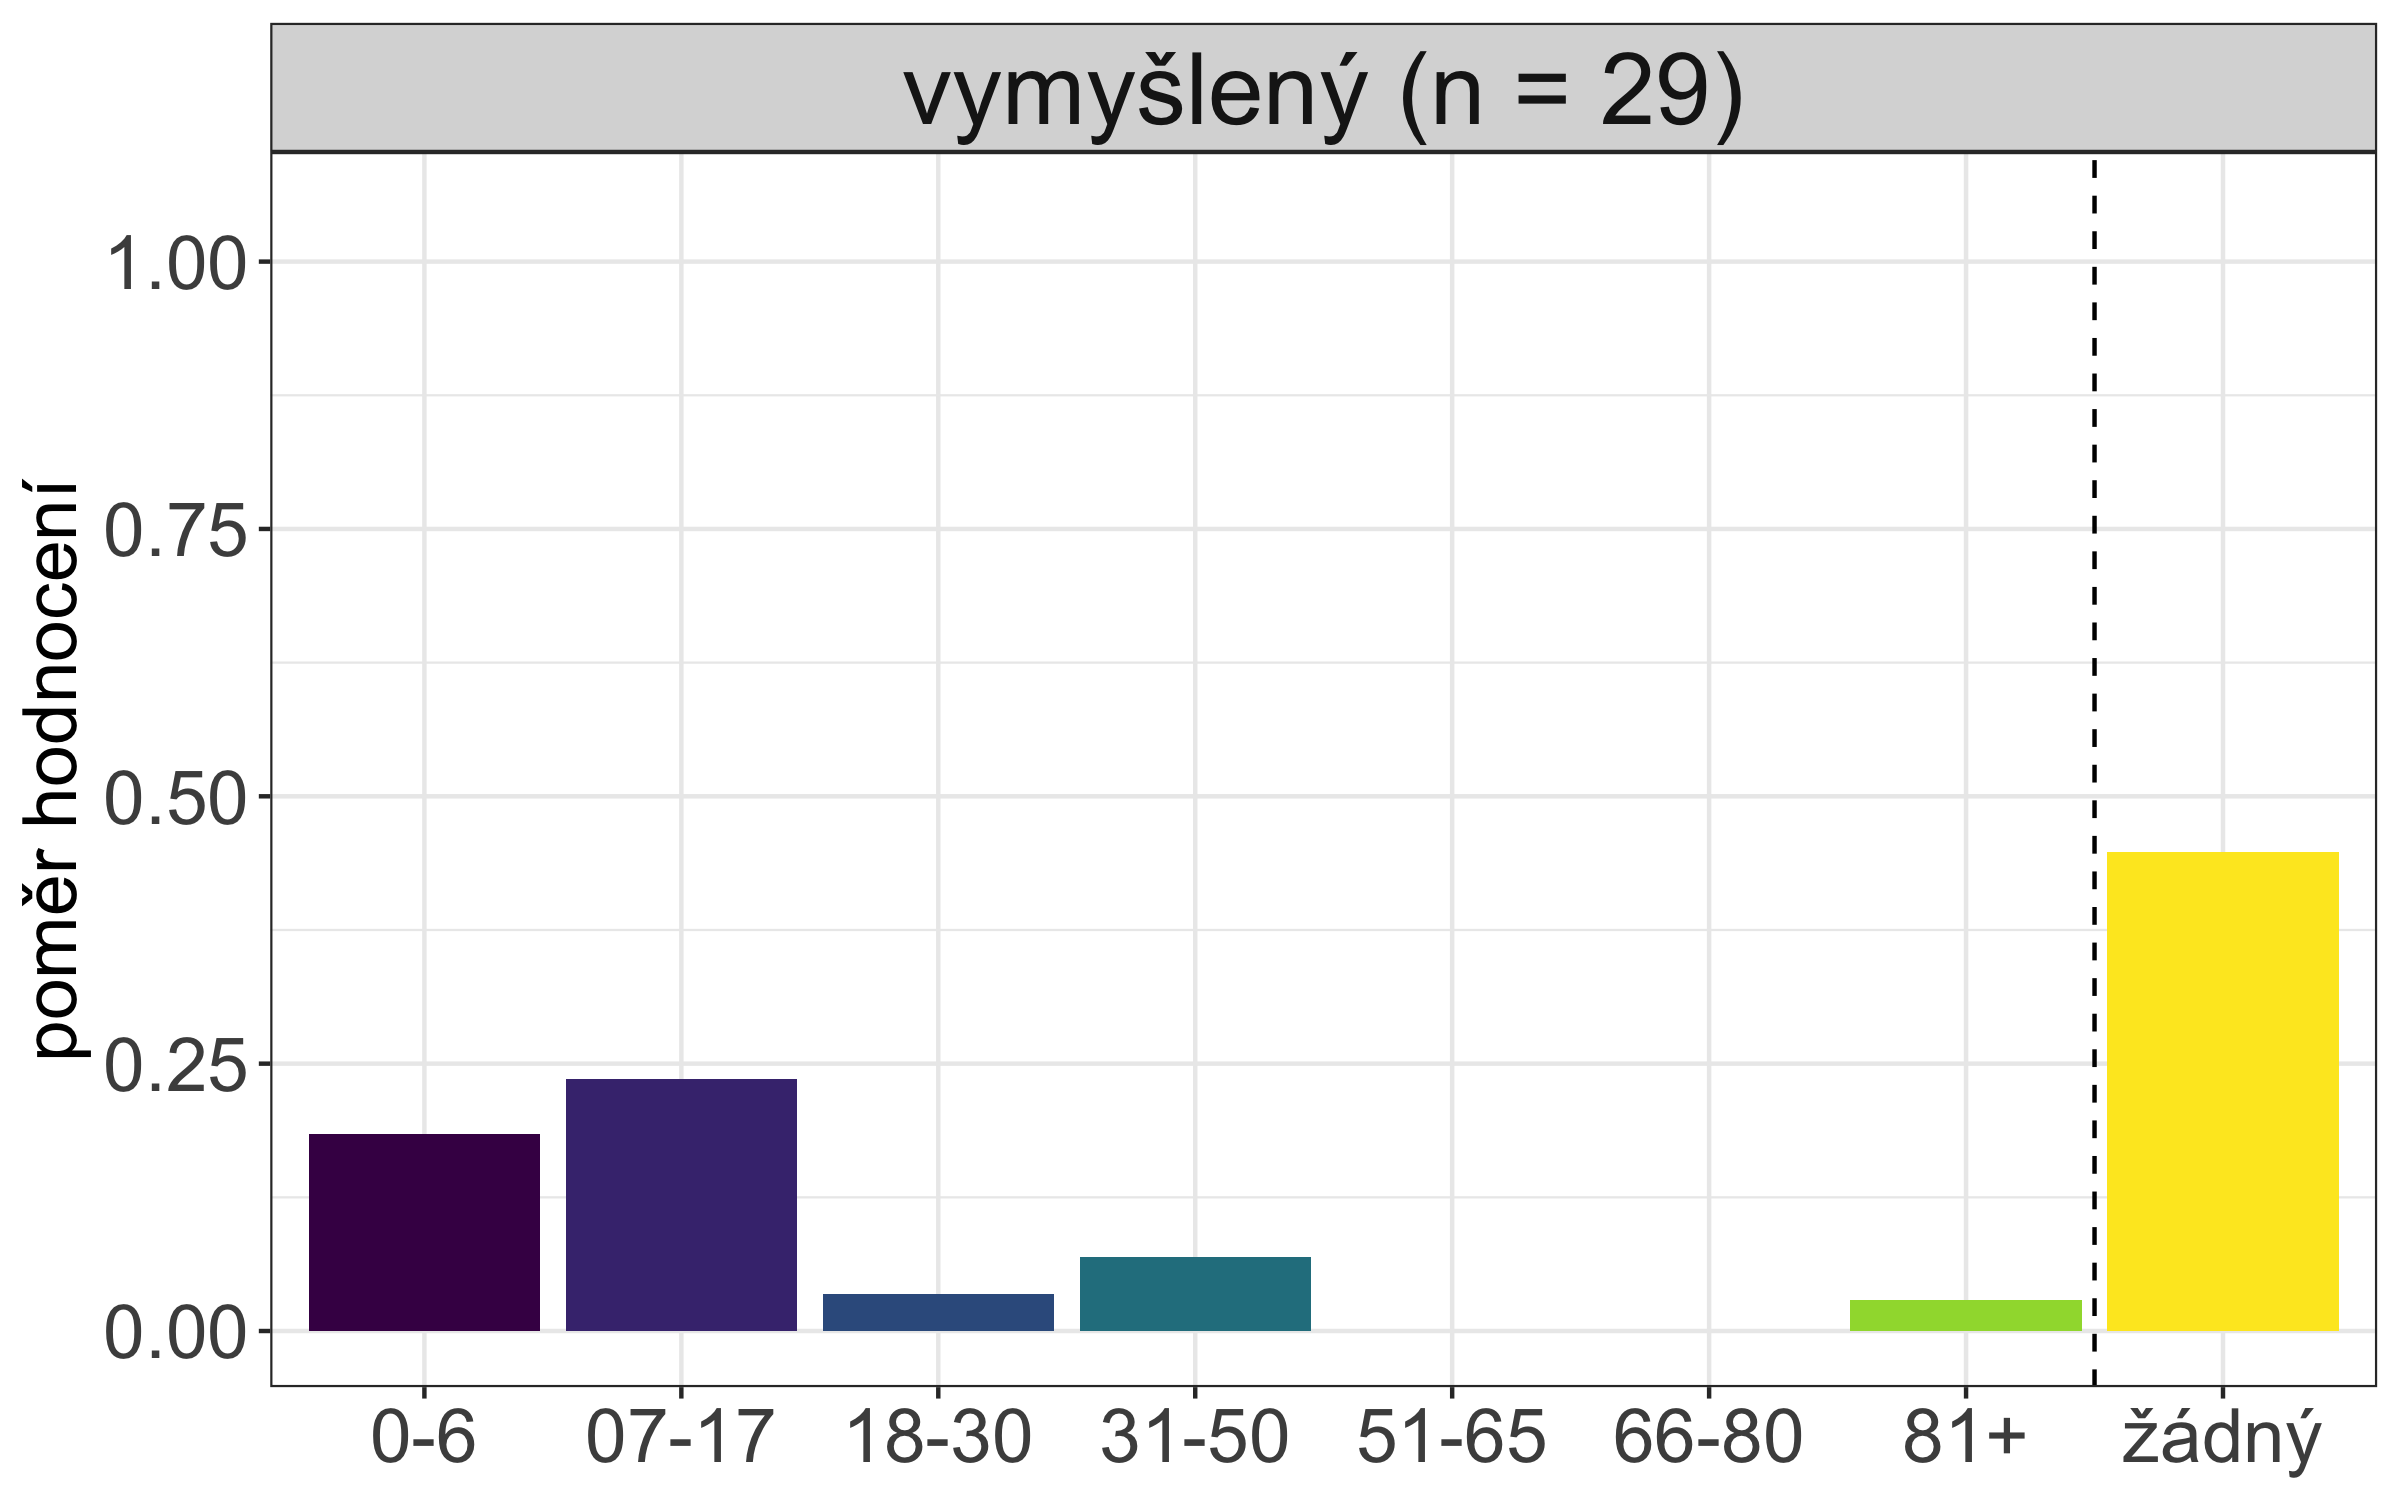 vymyšlený (n = 29)
poměr hodnocení
1.00
0.75
0.50
0.25
0.00
0-6 07-17 18-30 31-50 51-65 66-80 81+ žádný